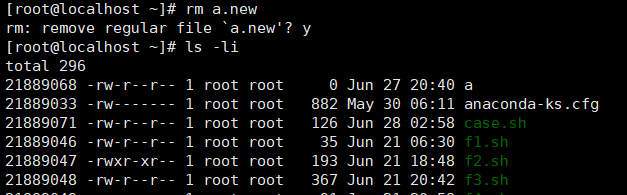 [root@localhost ~]# rm a.new
rm: remove regular file `a.new'? y
[root@localhost ~]# ls -li
total 296
21889068 -rw-r--r-- 1 root root     0 Jun 27 20:40 a
21889033 -rw------- 1 root root   882 May 30 06:11 anaconda-ks.cfg
21889071 -rw-r--r-- 1 root root   126 Jun 28 02:58 case.sh
21889046 -rw-r--r-- 1 root root    35 Jun 21 06:30 f1.sh
21889047 -rwxr-xr-- 1 root root   193 Jun 21 18:48 f2.sh
21889048 -rw-r--r-- 1 root root   367 Jun 21 20:42 f3.sh